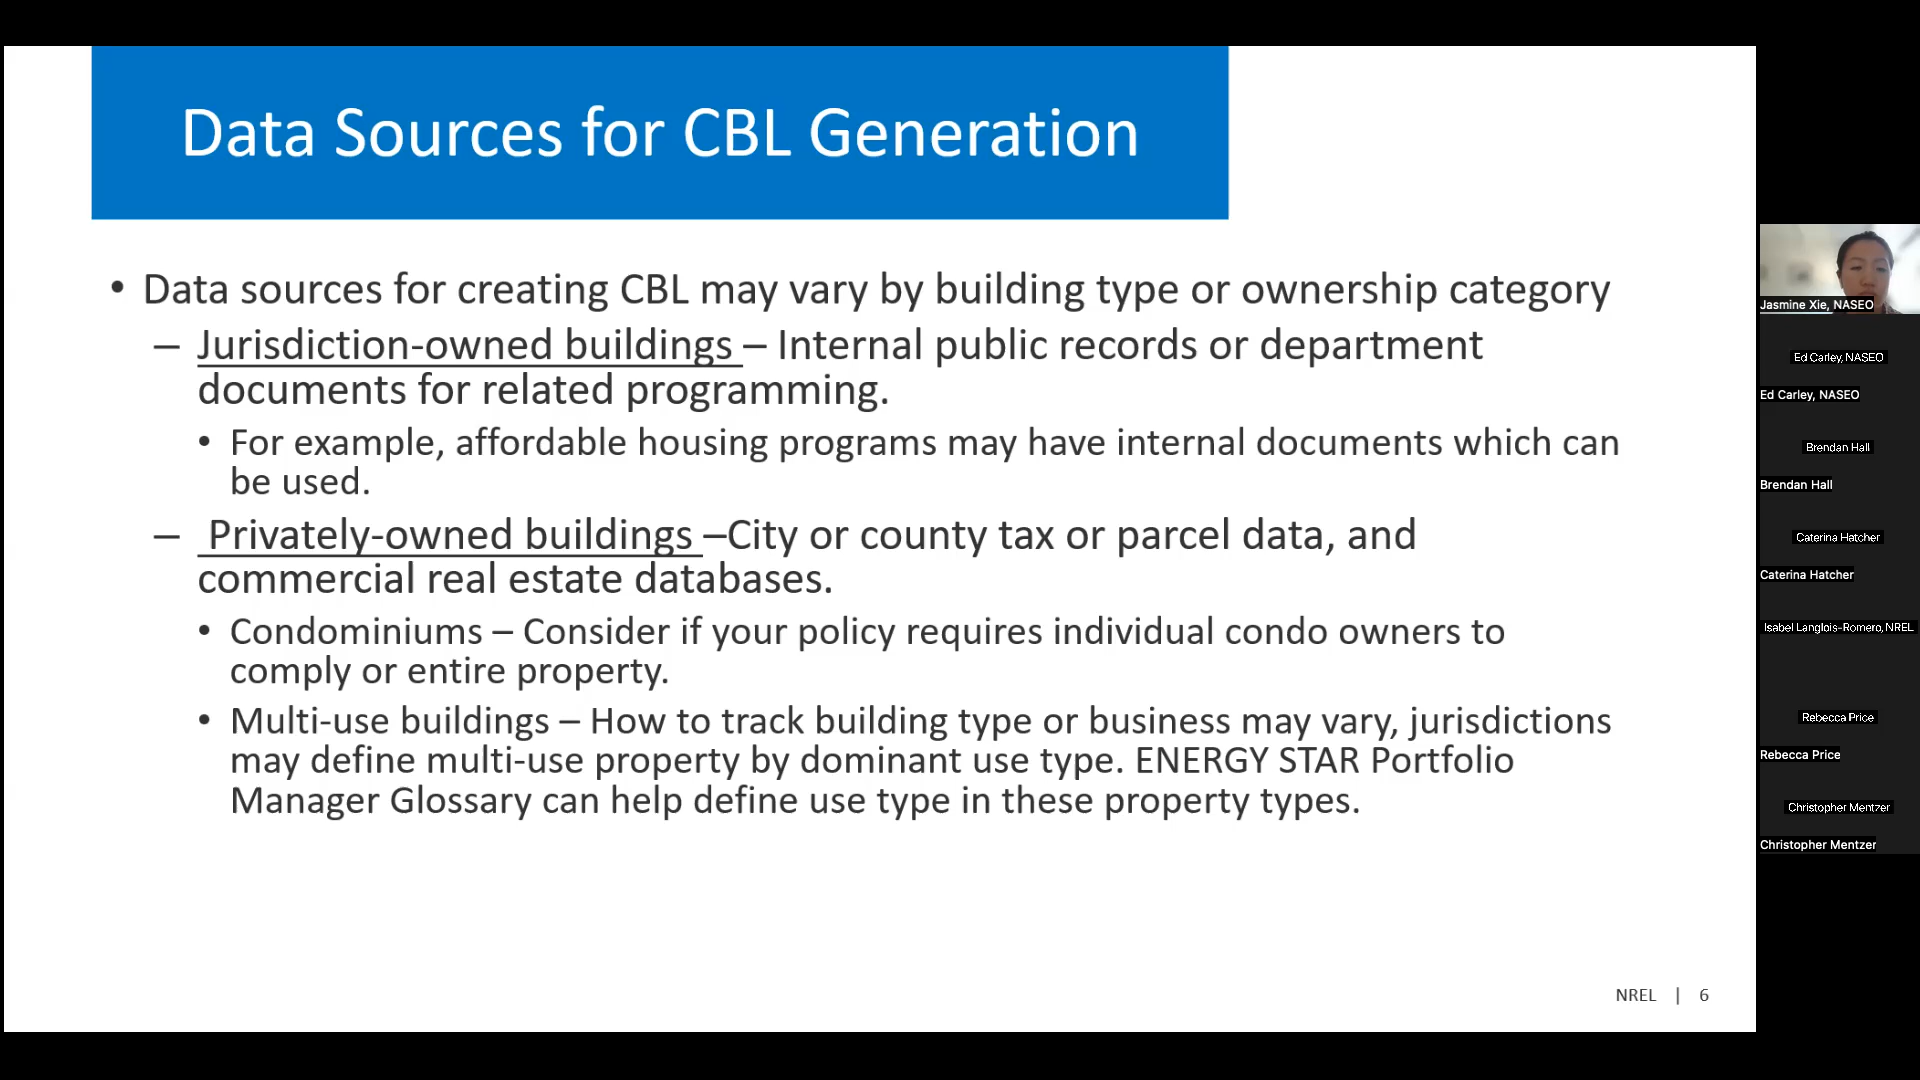 Data Sources for CBL Generation
• Data sources for creating CBL may vary by building type or ownership category
– Jurisdiction-owned buildings – Internal public records or department
documents for related programming.
• For example, affordable housing programs may have internal documents which can
be used.
– Privately-owned buildings –City or county tax or parcel data, and
commercial real estate databases.
• Condominiums – Consider if your policy requires individual condo owners to
comply or entire property.
• Multi-use buildings – How to track building type or business may vary, jurisdictions
may define multi-use property by dominant use type. ENERGY STAR Portfolio
Manager Glossary can help define use type in these property types.
NREL | 6
Jasmine Xie, NASEO
Ed Carley, NASEO
Ed Carley, NASEO
Brendan Hall
Brendan Hall
Caterina Hatcher
Caterina Hatcher
Isabel Langlois-Romero, NREL
Rebecca Price
Rebecca Price
Christopher Mentzer
Christopher Mentzer